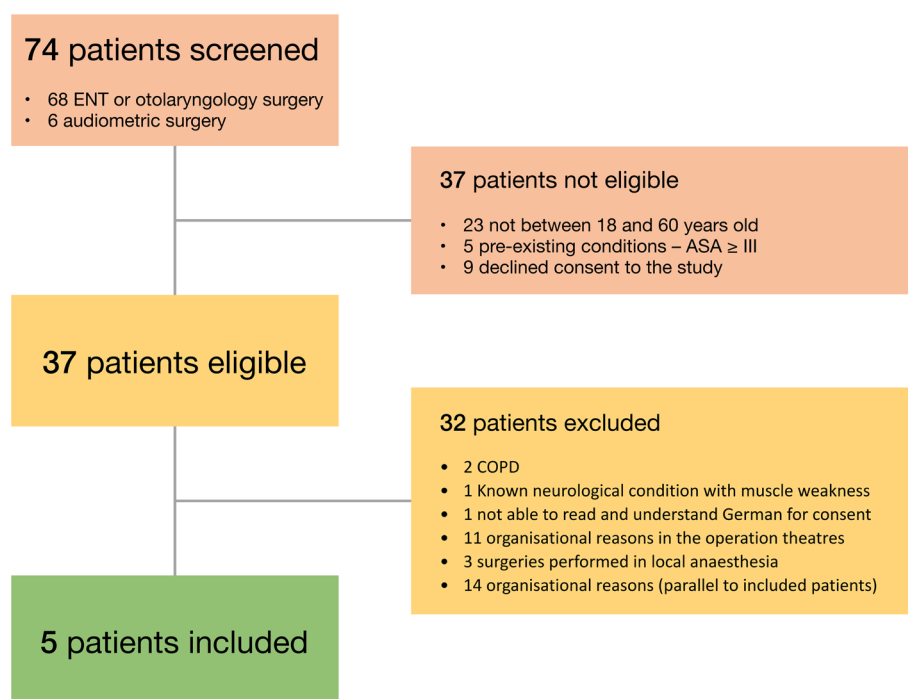 74 patients screened
• 68 ENT or otolaryngology surgery
• 6 audiometric surgery
37 patients not eligible
• 23 not between 18 and 60 years old
• 5 pre-existing conditions – ASA ≥ III
• 9 declined consent to the study
37 patients eligible
32 patients excluded
• 2 COPD
• 1 Known neurological condition with muscle weakness
• 1 not able to read and understand German for consent
• 11 organisational reasons in the operation theatres
• 3 surgeries performed in local anaesthesia
• 14 organisational reasons (parallel to included patients)
5 patients included